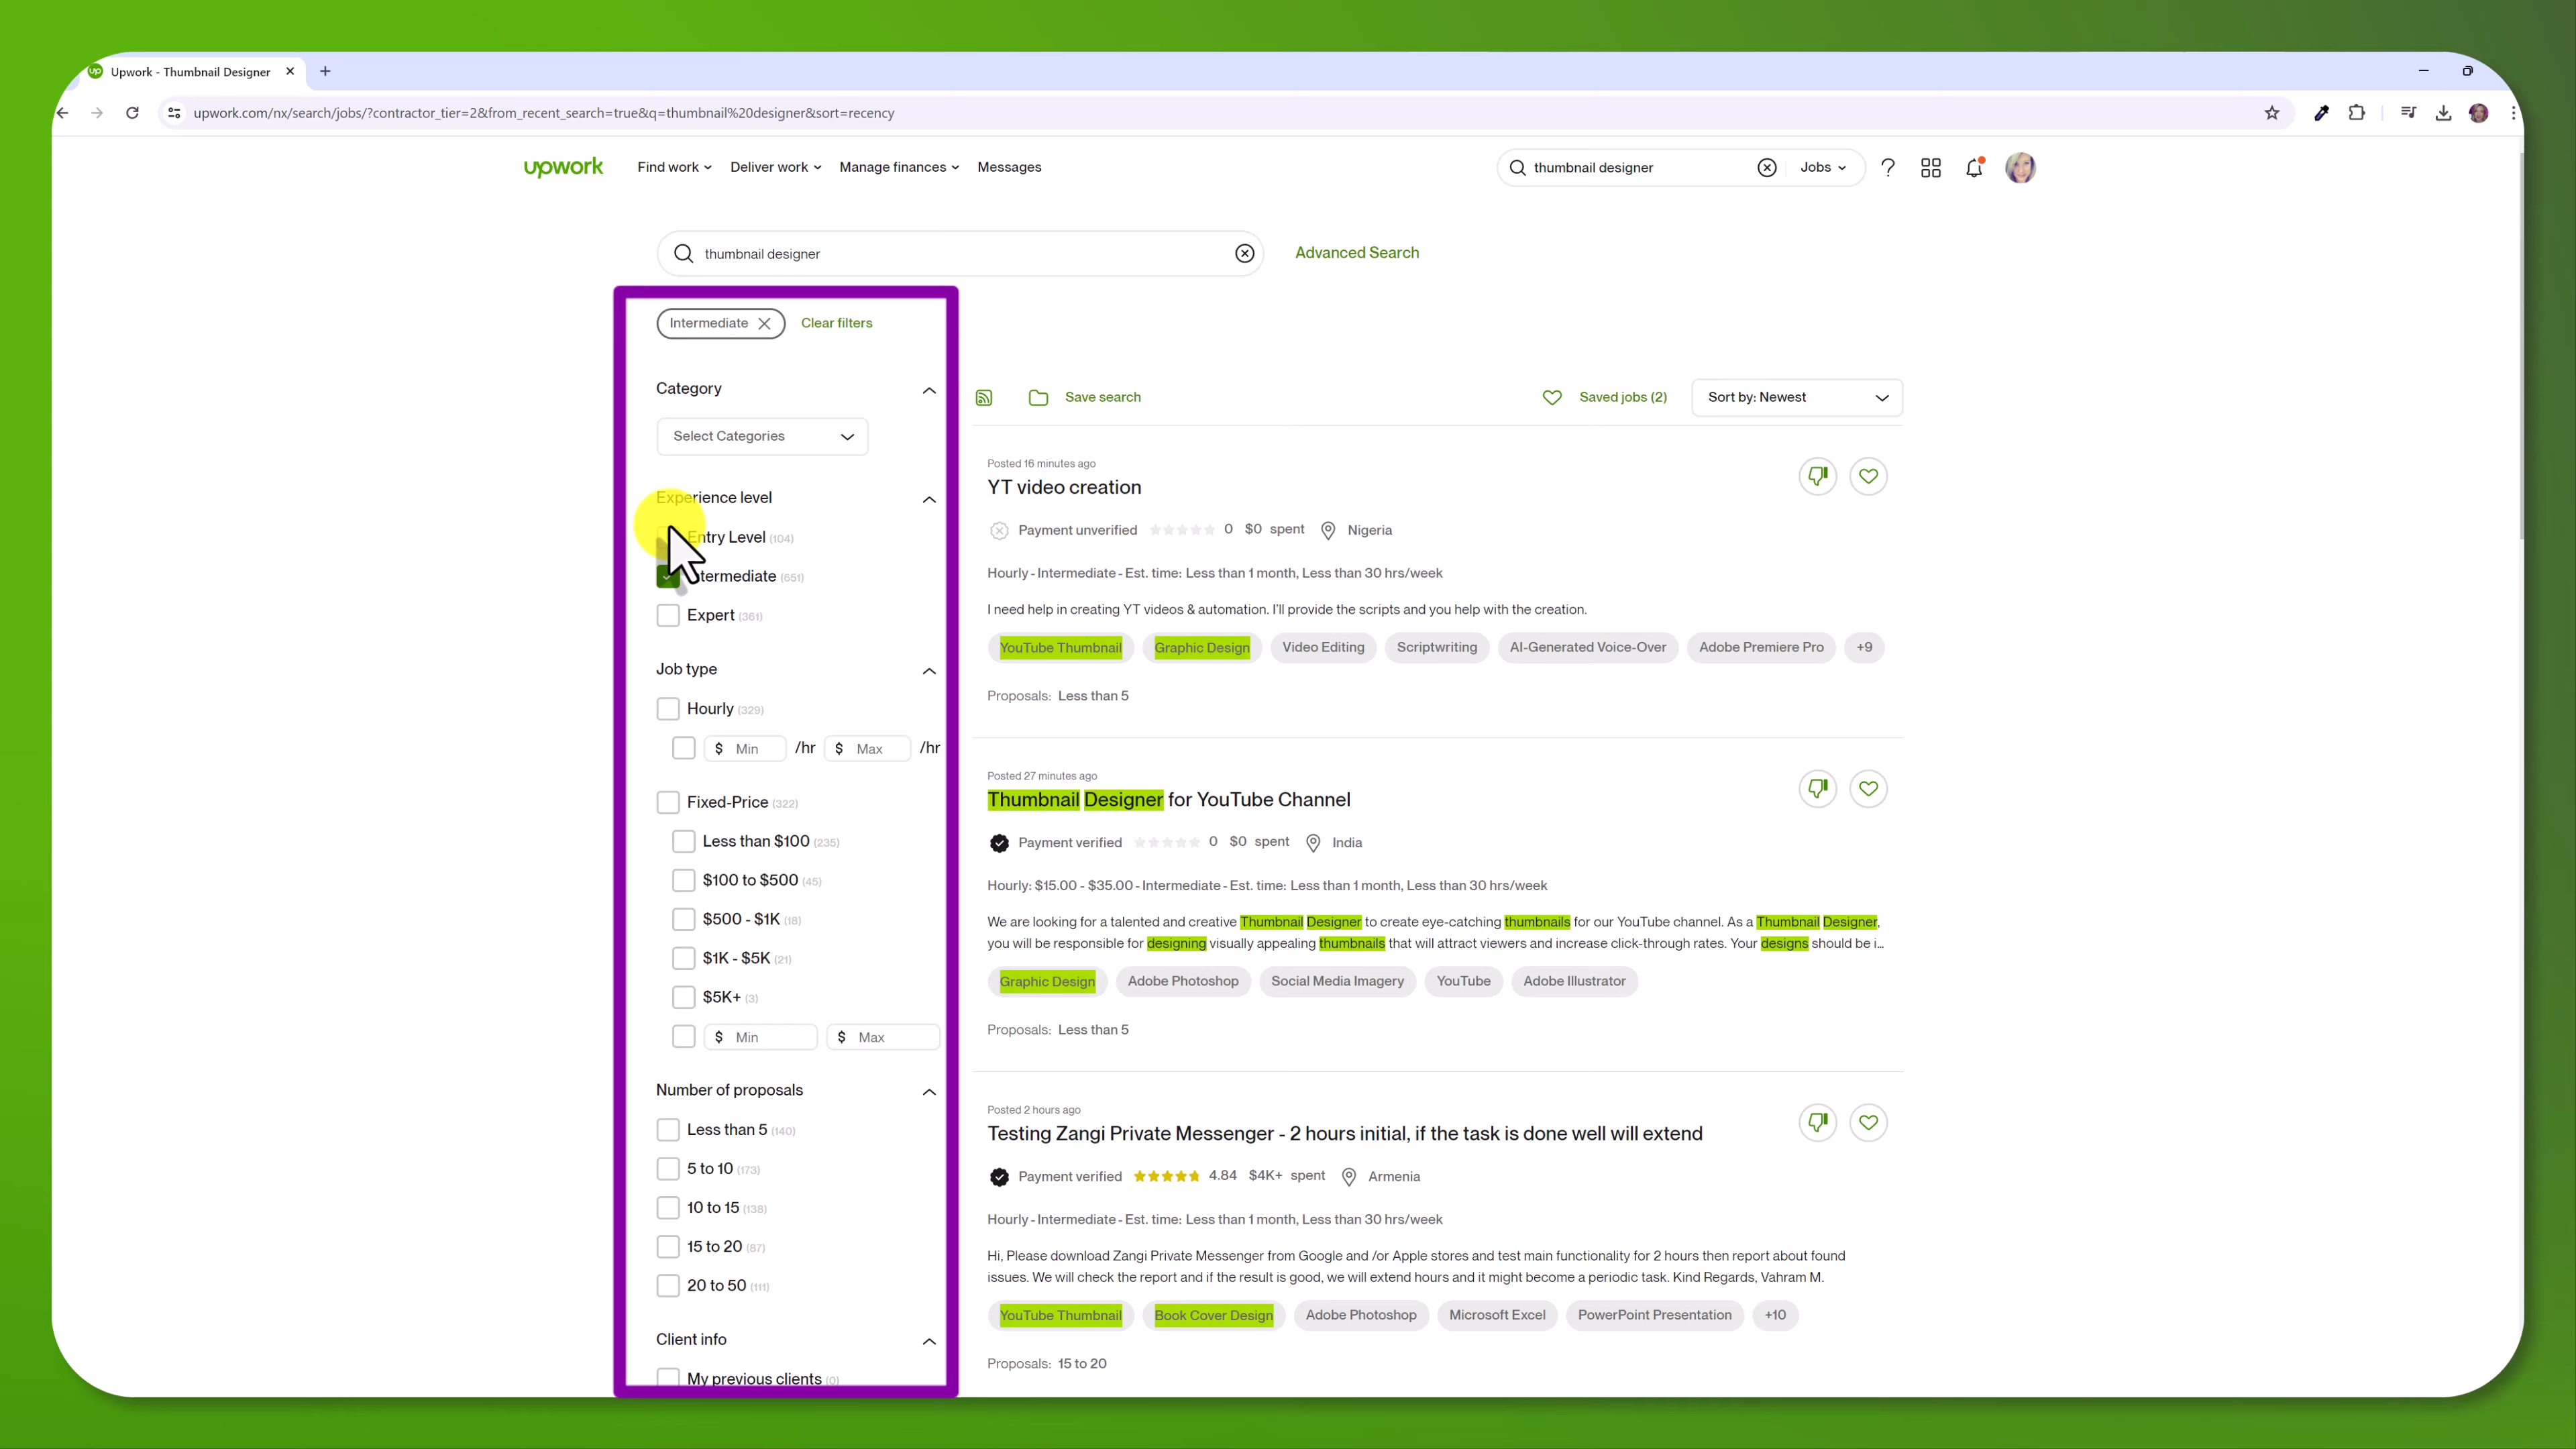 up Upwork - Thumbnail Designer
upwork.com/nx/search/jobs/?contractor_tier=2&from_recent_search=true&q=thumbnail%20designer&sort=recency
upwork Find work Deliver work Manage finances Messages thumbnail designer Jobs
thumbnail designer Advanced Search
Intermediate Clear filters
Category
Select Categories
Experience level
Entry Level (104)
Intermediate (651)
Expert (361)
Job type
Hourly (329)
$ Min /hr $ Max /hr
Fixed-Price (322)
Less than $100 (235)
$100 to $500 (45)
$500 - $1K (18)
$1K - $5K (21)
$5K+ (3)
$ Min $ Max
Number of proposals
Less than 5 (140)
5 to 10 (173)
10 to 15 (138)
15 to 20 (87)
20 to 50 (111)
Client info
My previous clients (0)
Save search Saved jobs (2) Sort by: Newest
Posted 16 minutes ago
YT video creation
Payment unverified 0 $0 spent Nigeria
Hourly - Intermediate - Est. time: Less than 1 month, Less than 30 hrs/week
I need help in creating YT videos & automation. I'll provide the scripts and you help with the creation.
YouTube Thumbnail Graphic Design Video Editing Scriptwriting AI-Generated Voice-Over Adobe Premiere Pro +9
Proposals: Less than 5
Posted 27 minutes ago
Thumbnail Designer for YouTube Channel
Payment verified 0 $0 spent India
Hourly: $15.00 - $35.00 - Intermediate - Est. time: Less than 1 month, Less than 30 hrs/week
We are looking for a talented and creative Thumbnail Designer to create eye-catching thumbnails for our YouTube channel. As a Thumbnail Designer,
you will be responsible for designing visually appealing thumbnails that will attract viewers and increase click-through rates. Your designs should be i...
Graphic Design Adobe Photoshop Social Media Imagery YouTube Adobe Illustrator
Proposals: Less than 5
Posted 2 hours ago
Testing Zangi Private Messenger - 2 hours initial, if the task is done well will extend
Payment verified 4.84 $4K+ spent Armenia
Hourly - Intermediate - Est. time: Less than 1 month, Less than 30 hrs/week
Hi, Please download Zangi Private Messenger from Google and /or Apple stores and test main functionality for 2 hours then report about found
issues. We will check the report and if the result is good, we will extend hours and it might become a periodic task. Kind Regards, Vahram M.
YouTube Thumbnail Book Cover Design Adobe Photoshop Microsoft Excel PowerPoint Presentation +10
Proposals: 15 to 20